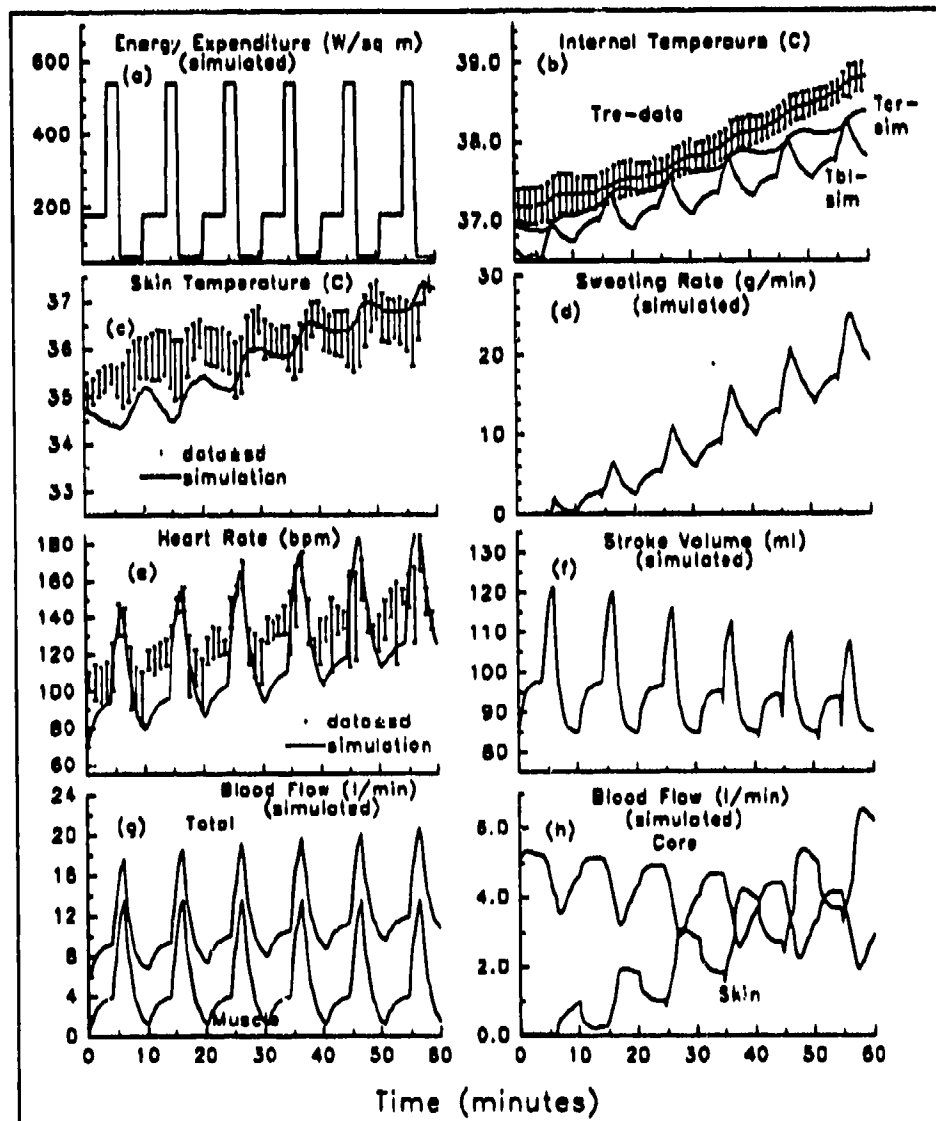 Energy Expenditure (W/sq m)
(simulated)
(a)
600
400
200
Internal Temperaure (C)
(b)
39.0
38.0
37.0
Tre-data
Tcr-
sim
Tbl-
sim
Skin Temperature (C)
(c)
37
36
35
34
33
data±sd
simulation
Sweating Rate (g/min)
(simulated)
(d)
30
20
10
0
Heart Rate (bpm)
(e)
180
160
140
120
100
80
60
data±sd
simulation
Stroke Volume (ml)
(simulated)
(f)
130
120
110
100
90
80
Blood Flow (l/min)
(simulated)
(g) Total
24
20
16
12
8
4
0
Muscle
0 10 20 30 40 50 60
Blood Flow (l/min)
(simulated)
(h) Core
6.0
4.0
2.0
0.0
Skin
0 10 20 30 40 50 60
Time (minutes)